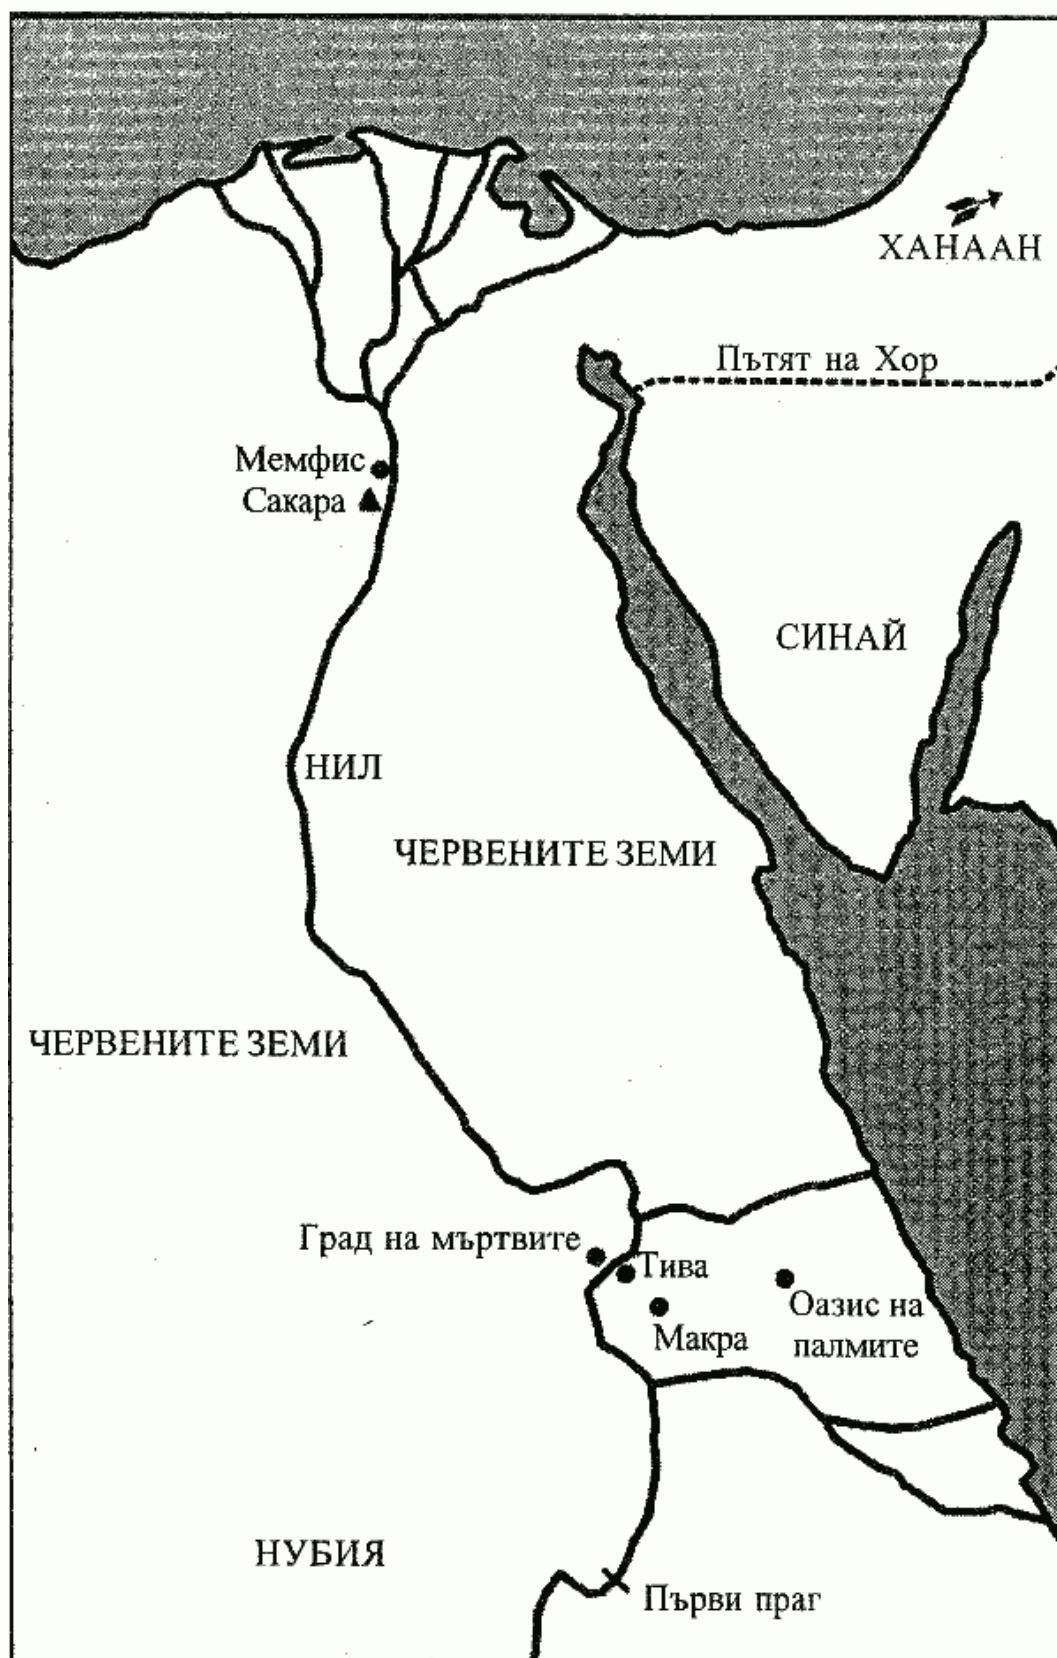 ХАНААН
Пътят на Хор
Мемфис
Сакара
СИНАЙ
НИЛ
ЧЕРВЕНИТЕ ЗЕМИ
ЧЕРВЕНИТЕ ЗЕМИ
Град на мъртвите
Тива
Оазис на
палмите
Макра
НУБИЯ
Първи праг